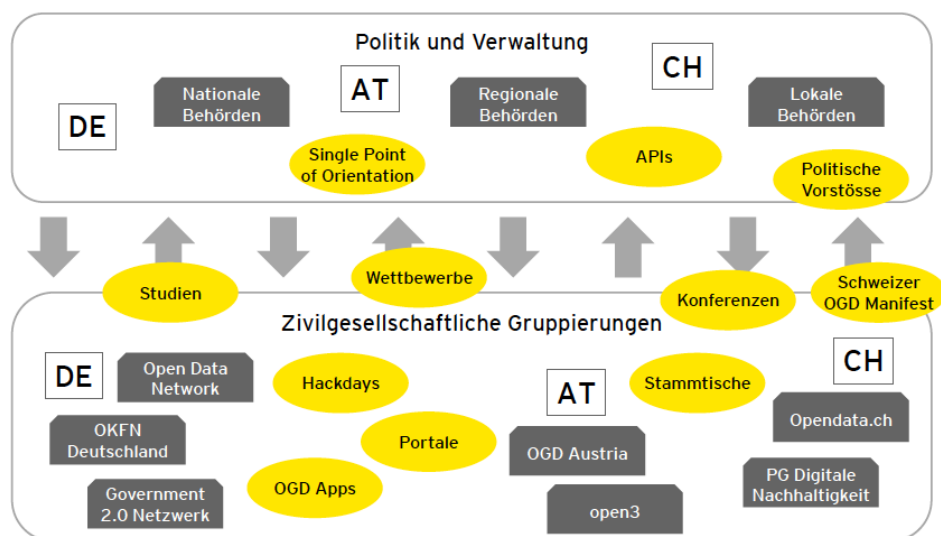 Politik und Verwaltung
DE
Nationale
Behörden
AT
Regionale
Behörden
CH
Lokale
Behörden
Single Point
of Orientation
APIs
Politische
Vorstösse
Studien
Wettbewerbe
Konferenzen
Schweizer
OGD Manifest
Zivilgesellschaftliche Gruppierungen
DE
Open Data
Network
Hackdays
AT
Stammtische
CH
OKFN
Deutschland
Portale
OGD Austria
Opendata.ch
Government
2.0 Netzwerk
OGD Apps
open3
PG Digitale
Nachhaltigkeit